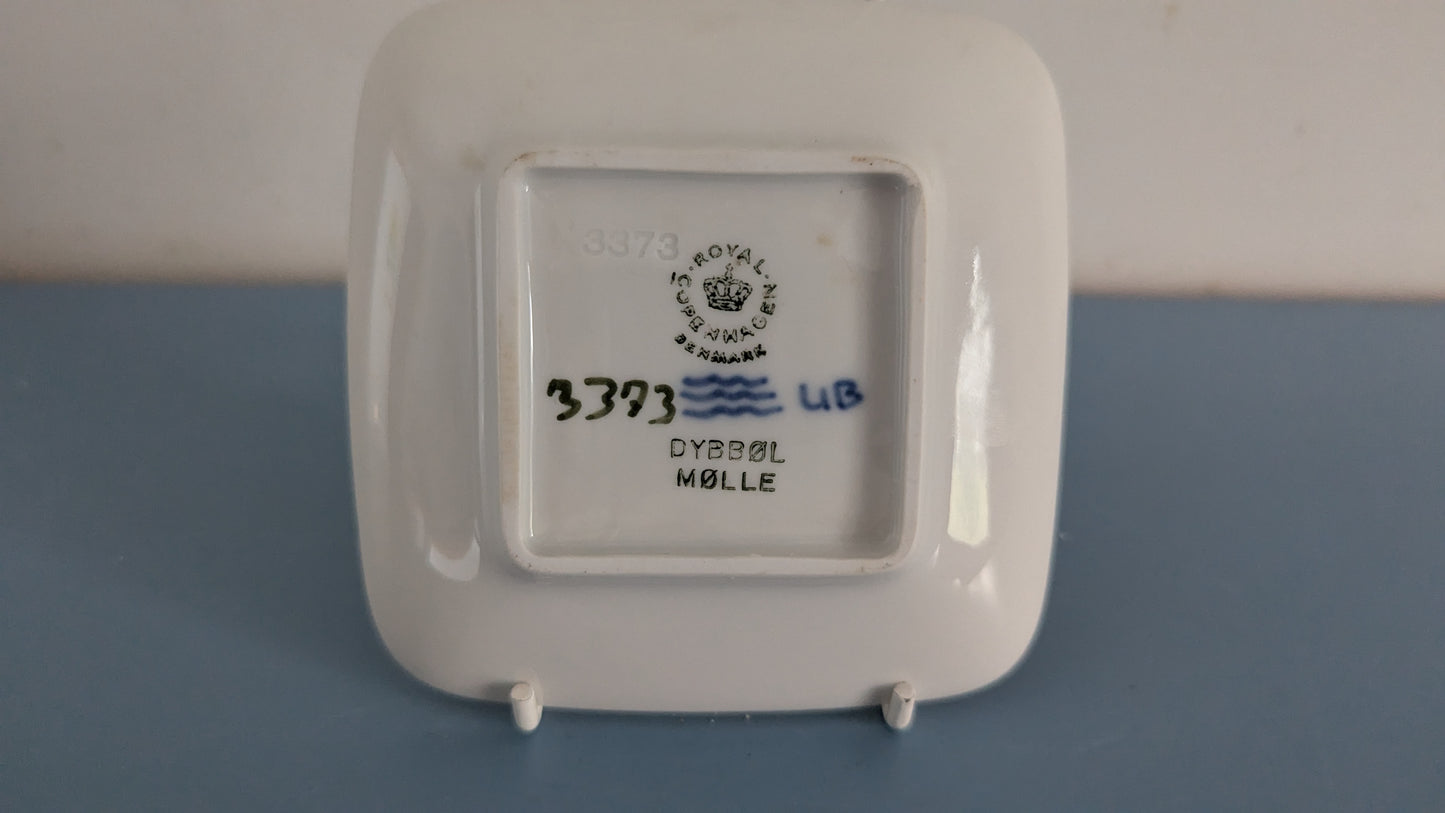 3373
ROYAL
COPENHAGEN
DENMARK
3373 UB
DYBBØL
MØLLE